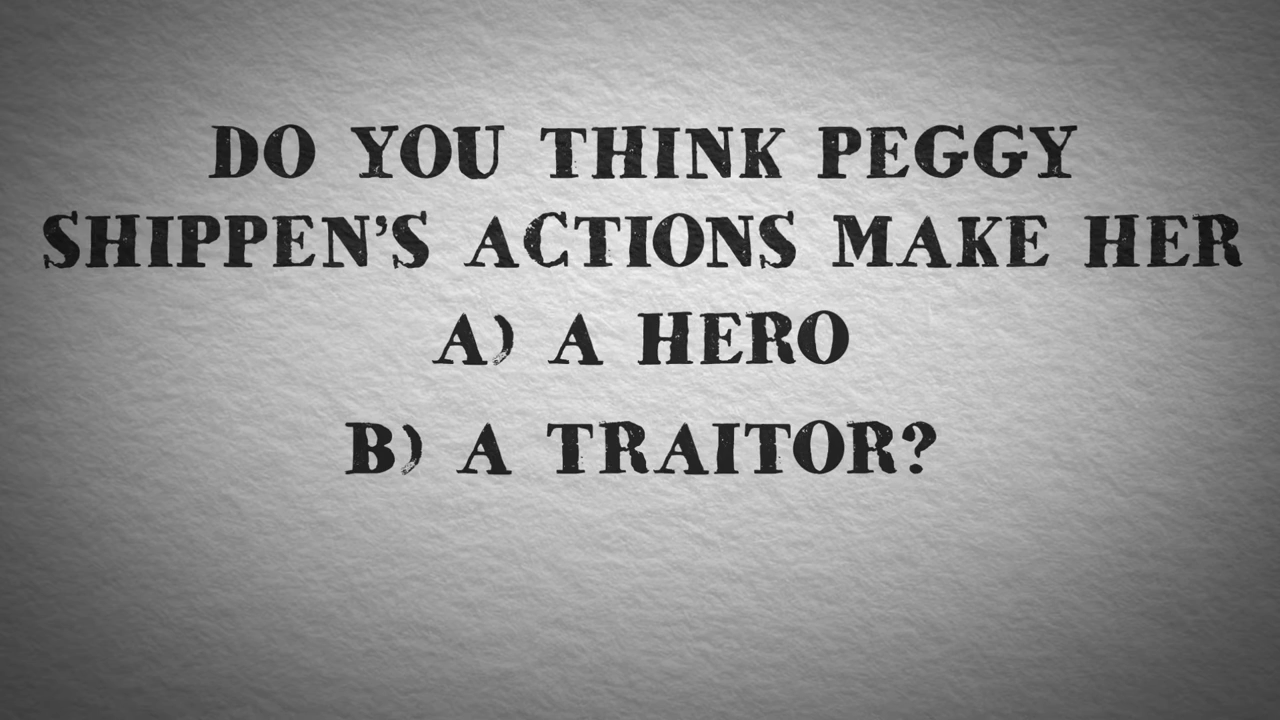 DO YOU THINK PEGGY
SHIPPEN'S ACTIONS MAKE HER
A) A HERO
B) A TRAITOR?